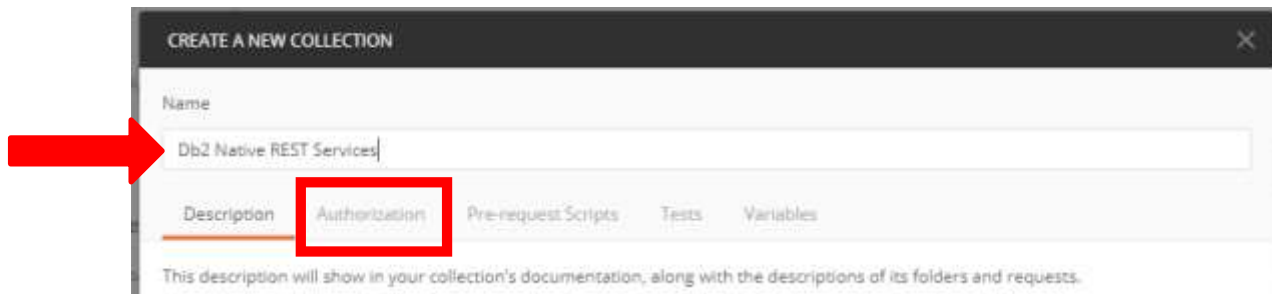 CREATE A NEW COLLECTION
Name
Db2 Native REST Services
Description Authorization Pre-request Scripts Tests Variables
This description will show in your collection's documentation, along with the descriptions of its folders and requests.